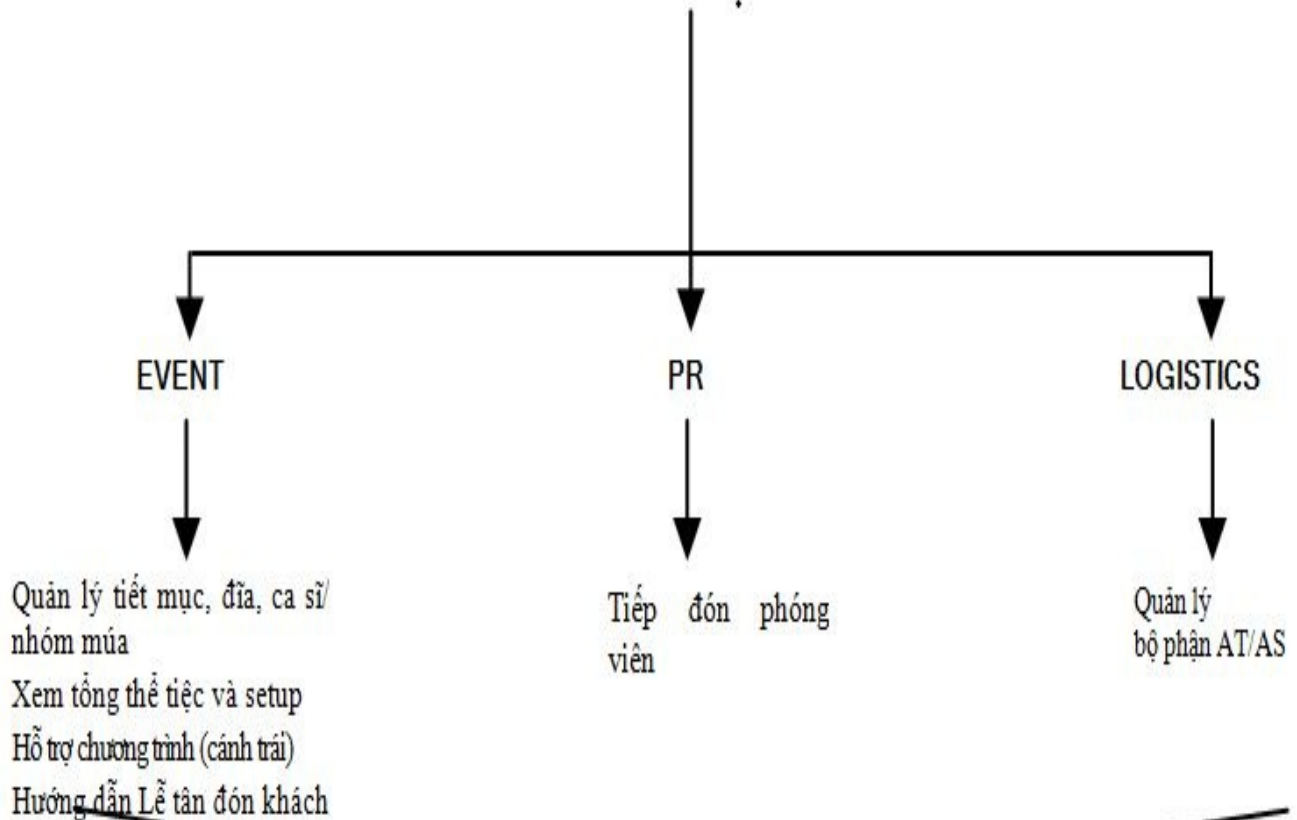 EVENT
PR
LOGISTICS
Quản lý tiết mục, đĩa, ca sĩ/
nhóm múa
Xem tổng thể tiệc và setup
Hỗ trợ chương trình (cánh trái)
Hướng dẫn Lễ tân đón khách
Tiếp đón phóng
viên
Quản lý
bộ phận AT/AS